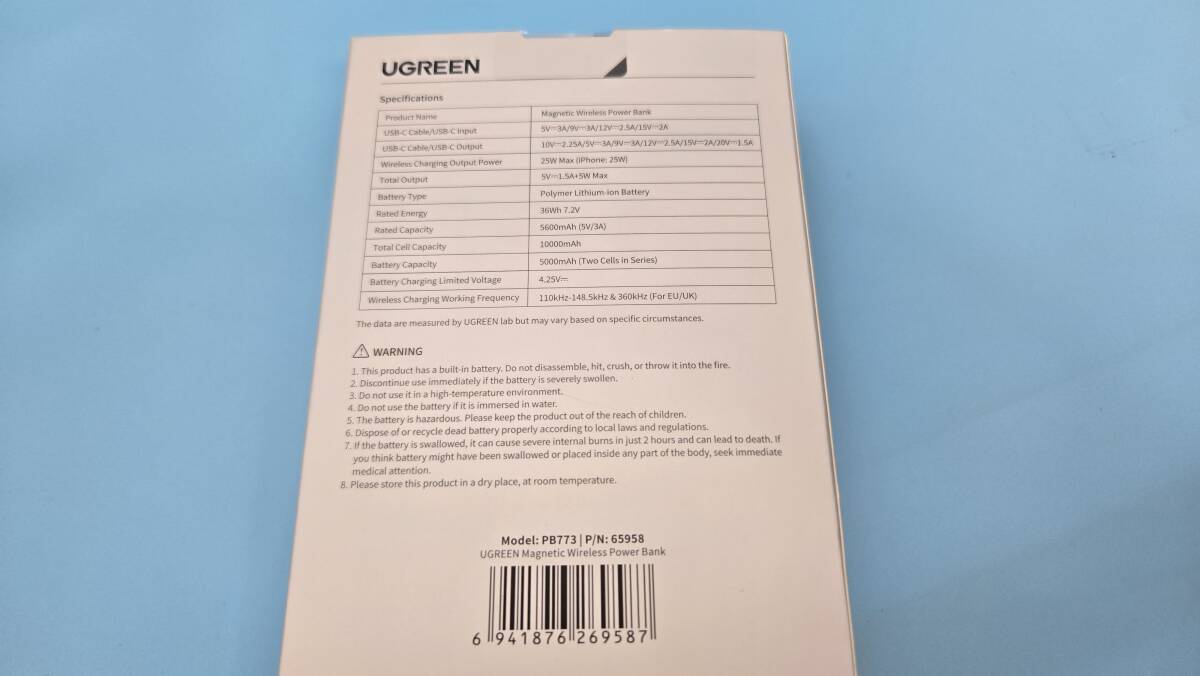 UGREEN
Specifications
Product Name Magnetic Wireless Power Bank
USB-C Cable/USB-C Input 5V⎓3A/9V⎓3A/12V⎓2.5A/15V⎓2A
USB-C Cable/USB-C Output 10V⎓2.25A/5V⎓3A/9V⎓3A/12V⎓2.5A/15V⎓2A/20V⎓1.5A
Wireless Charging Output Power 25W Max (iPhone: 25W)
Total Output 5V⎓1.5A+5W Max
Battery Type Polymer Lithium-ion Battery
Rated Energy 36Wh 7.2V
Rated Capacity 5600mAh (5V/3A)
Total Cell Capacity 10000mAh
Battery Capacity 5000mAh (Two Cells in Series)
Battery Charging Limited Voltage 4.25V⎓
Wireless Charging Working Frequency 110kHz-148.5kHz & 360kHz (For EU/UK)
The data are measured by UGREEN lab but may vary based on specific circumstances.
WARNING
1. This product has a built-in battery. Do not disassemble, hit, crush, or throw it into the fire.
2. Discontinue use immediately if the battery is severely swollen.
3. Do not use it in a high-temperature environment.
4. Do not use the battery if it is immersed in water.
5. The battery is hazardous. Please keep the product out of the reach of children.
6. Dispose of or recycle dead battery properly according to local laws and regulations.
7. If the battery is swallowed, it can cause severe internal burns in just 2 hours and can lead to death. If
you think battery might have been swallowed or placed inside any part of the body, seek immediate
medical attention.
8. Please store this product in a dry place, at room temperature.
Model: PB773 | P/N: 65958
UGREEN Magnetic Wireless Power Bank
6 941876 269587